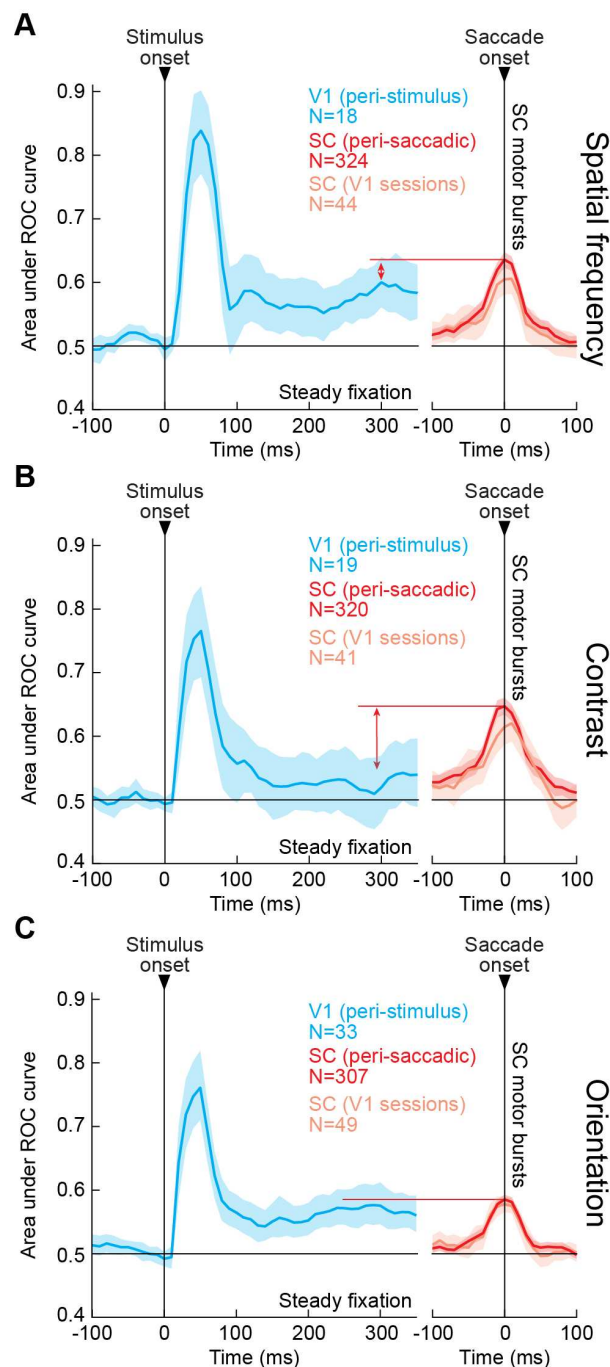 A
Stimulus
onset
Saccade
onset
0.9
0.8
0.7
0.6
0.5
0.4
Area under ROC curve
V1 (peri-stimulus)
N=18
SC (peri-saccadic)
N=324
SC (V1 sessions)
N=44
SC motor bursts
Spatial frequency
Steady fixation
-100 0 100 200 300
-100 0 100
Time (ms)
Time (ms)
B
Stimulus
onset
Saccade
onset
0.9
0.8
0.7
0.6
0.5
0.4
Area under ROC curve
V1 (peri-stimulus)
N=19
SC (peri-saccadic)
N=320
SC (V1 sessions)
N=41
SC motor bursts
Contrast
Steady fixation
-100 0 100 200 300
-100 0 100
Time (ms)
Time (ms)
C
Stimulus
onset
Saccade
onset
0.9
0.8
0.7
0.6
0.5
0.4
Area under ROC curve
V1 (peri-stimulus)
N=33
SC (peri-saccadic)
N=307
SC (V1 sessions)
N=49
SC motor bursts
Orientation
Steady fixation
-100 0 100 200 300
-100 0 100
Time (ms)
Time (ms)